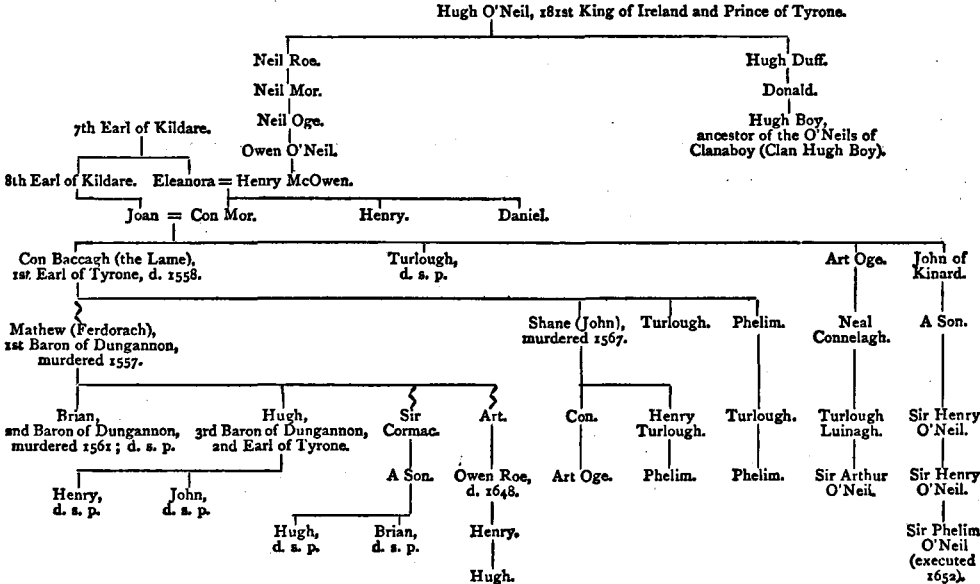 Hugh O'Neil, 181st King of Ireland and Prince of Tyrone.
Neil Roe.
Hugh Duff.
Neil Mor.
Donald.
Neil Oge.
Hugh Boy,
ancestor of the O'Neils of
Clanaboy (Clan Hugh Boy).
7th Earl of Kildare.
Owen O'Neil.
8th Earl of Kildare. Eleanora = Henry McOwen.
Joan = Con Mor. Henry. Daniel.
Con Baccagh (the Lame),
1st Earl of Tyrone, d. 1558.
Turlough,
d. s. p.
Art Oge.
John of
Kinard.
Mathew (Ferdorach),
1st Baron of Dungannon,
murdered 1557.
Shane (John),
murdered 1567.
Turlough.
Phelim.
Neal
Connelagh.
A Son.
Brian,
2nd Baron of Dungannon,
murdered 1561; d. s. p.
Hugh,
3rd Baron of Dungannon,
and Earl of Tyrone.
Sir
Cormac.
Art.
Con.
Henry
Turlough.
Turlough.
Turlough
Luinagh.
Sir Henry
O'Neil.
Henry,
d. s. p.
John,
d. s. p.
A Son.
Owen Roe,
d. 1648.
Art Oge.
Phelim.
Phelim.
Sir Arthur
O'Neil.
Sir Henry
O'Neil.
Hugh,
d. s. p.
Brian,
d. s. p.
Henry.
Sir Phelim
O'Neil
(executed
1652).
Hugh.